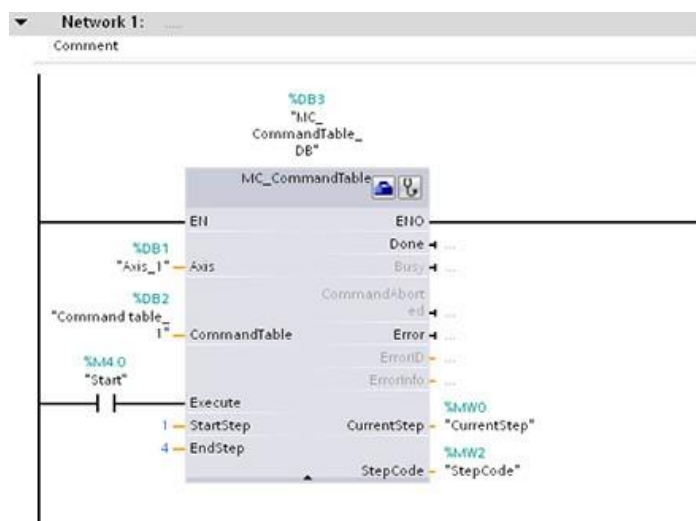 Network 1: ....
Comment
%DB3
"MC_
CommandTable_
DB"
MC_CommandTable
EN
ENO
Done
...
%DB1
"Axis_1"
Axis
Busy
...
%DB2
"Command table_
1"
CommandTable
CommandAbort
ed
...
Error
...
ErrorID
...
%M4.0
"Start"
ErrorInfo
...
Execute
1
StartStep
CurrentStep
%MW0
"CurrentStep"
4
EndStep
StepCode
%MW2
"StepCode"